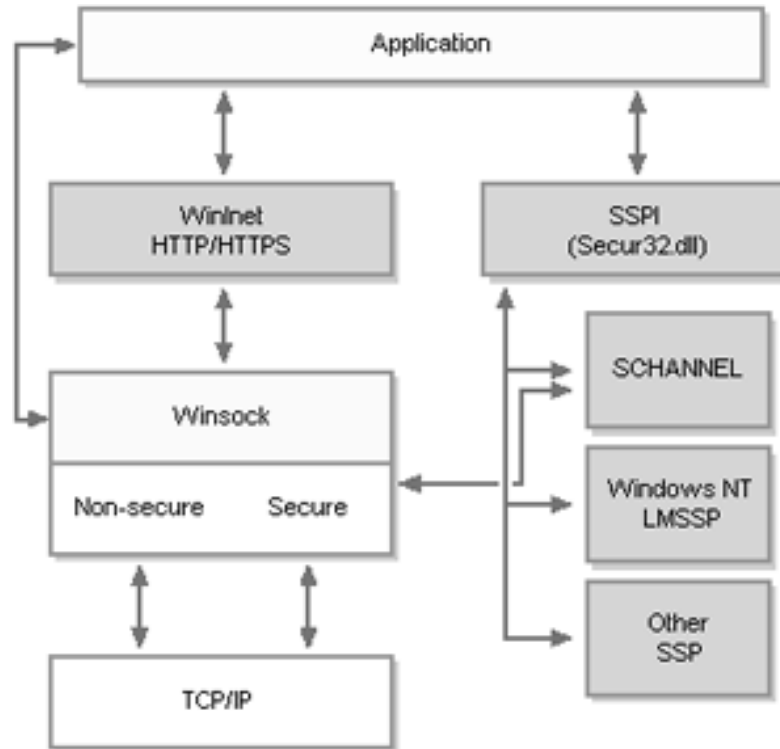 Application
WinInet
HTTP/HTTPS
SSPI
(Secur32.dll)
SCHANNEL
Winsock
Non-secure
Secure
Windows NT
LMSSP
Other
SSP
TCP/IP